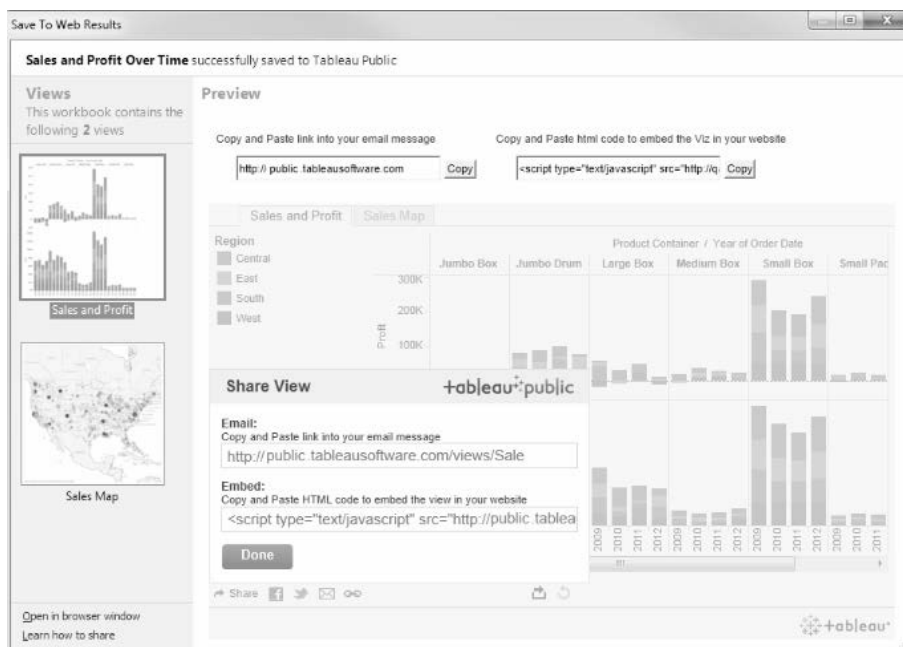 Save To Web Results
Sales and Profit Over Time successfully saved to Tableau Public
Views
This workbook contains the
following 2 views
Sales and Profit
Sales Map
Open in browser window
Learn how to share
Preview
Copy and Paste link into your email message
http:// public.tableausoftware.com
Copy
Copy and Paste html code to embed the Viz in your website
<script type="text/javascript" src="http://q
Copy
Sales and Profit
Sales Map
Region
Central
East
South
West
Product Container / Year of Order Date
Jumbo Box
Jumbo Drum
Large Box
Medium Box
Small Box
Small Pac
Profit
300K
200K
100K
Share View
+ableau public
Email:
Copy and Paste link into your email message
http://public.tableausoftware.com/views/Sale
Embed:
Copy and Paste HTML code to embed the view in your website
<script type="text/javascript" src="http://public.tablea
Done
2009
2010
2011
2012
2009
2010
2011
2012
2009
2010
2011
2012
2009
2010
2011
Share
+ableau